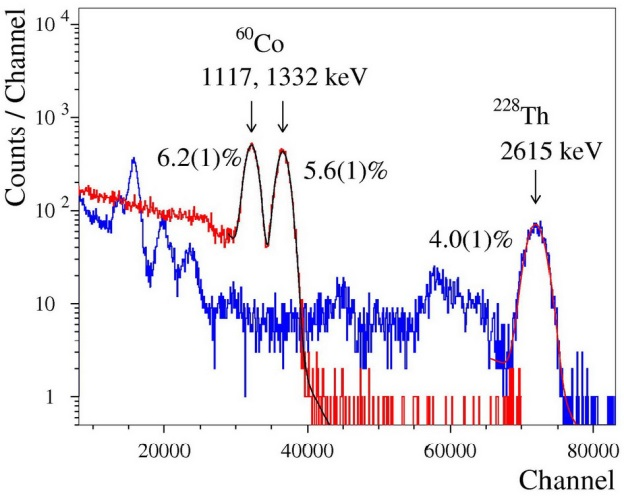 10⁴
10³
10²
10
1
Counts / Channel
⁶⁰Co
1117, 1332 keV
6.2(1)%
5.6(1)%
²²⁸Th
2615 keV
4.0(1)%
20000
40000
60000
80000
Channel